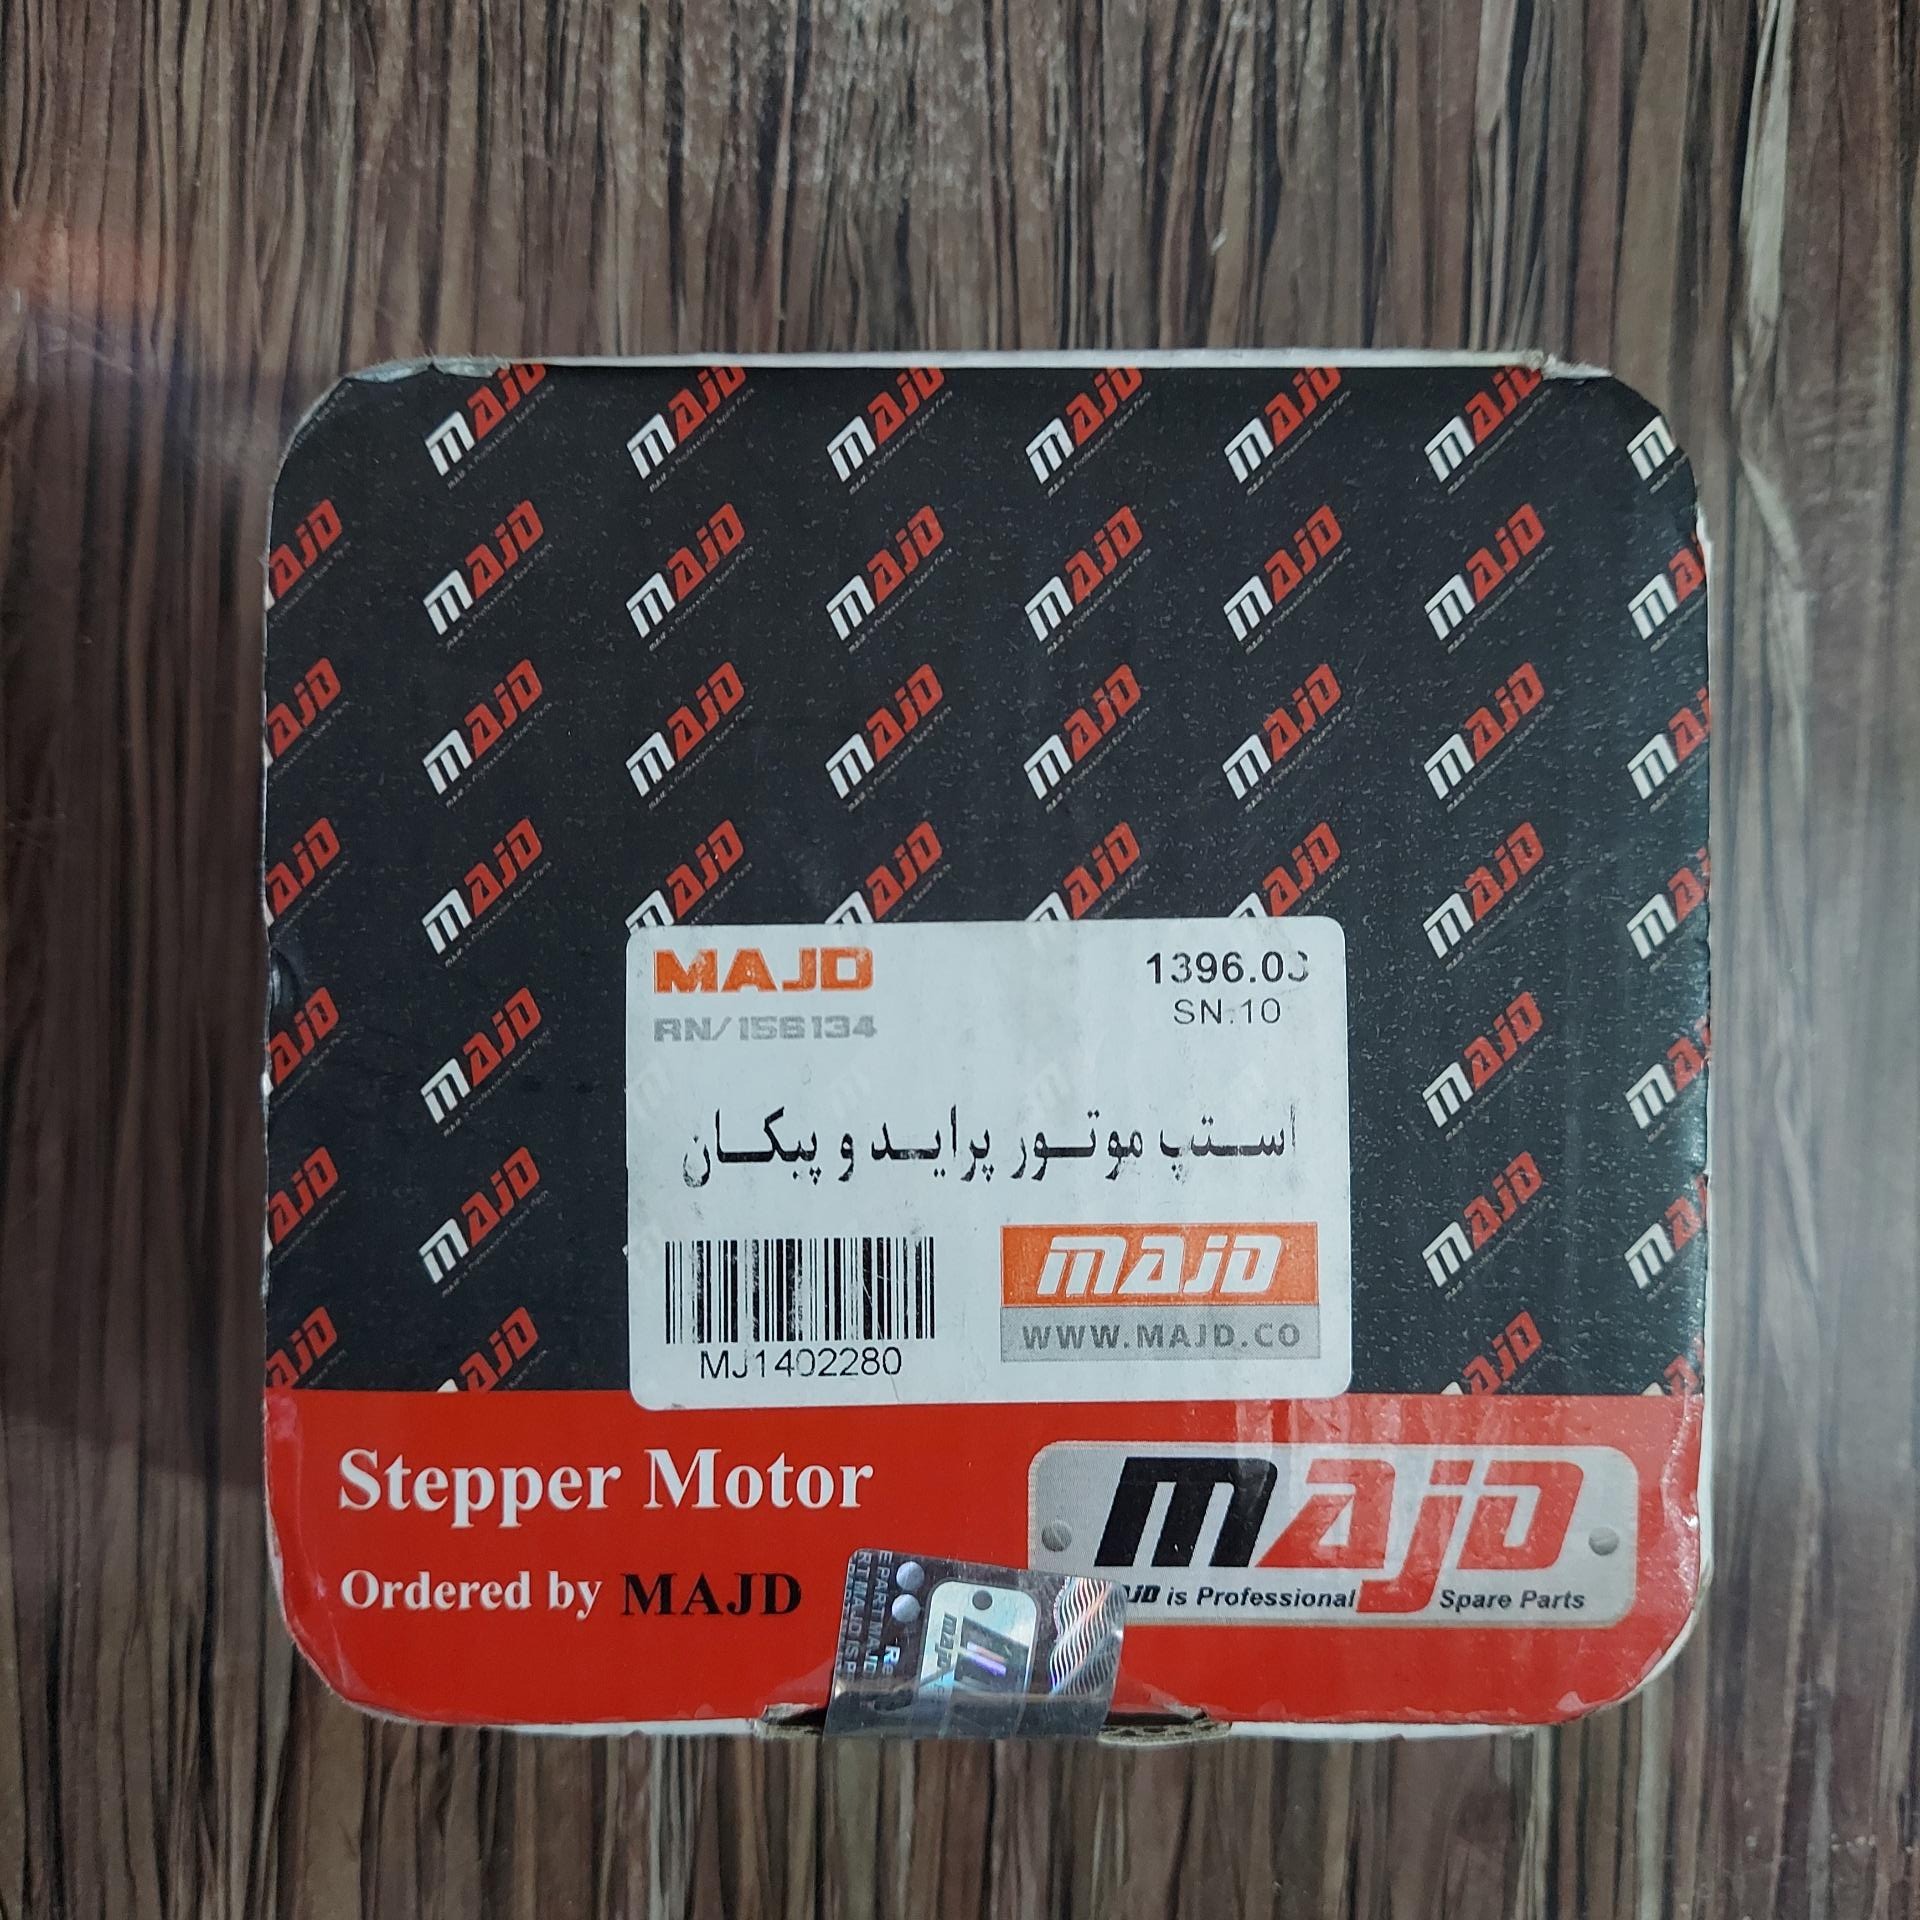 MAJD
1396.03
RN/156134
SN:10
استپ موتور پراید و پیکان
MJ1402280
majd
WWW.MAJD.CO
Stepper Motor
Ordered by MAJD
majd
is Professional Spare Parts